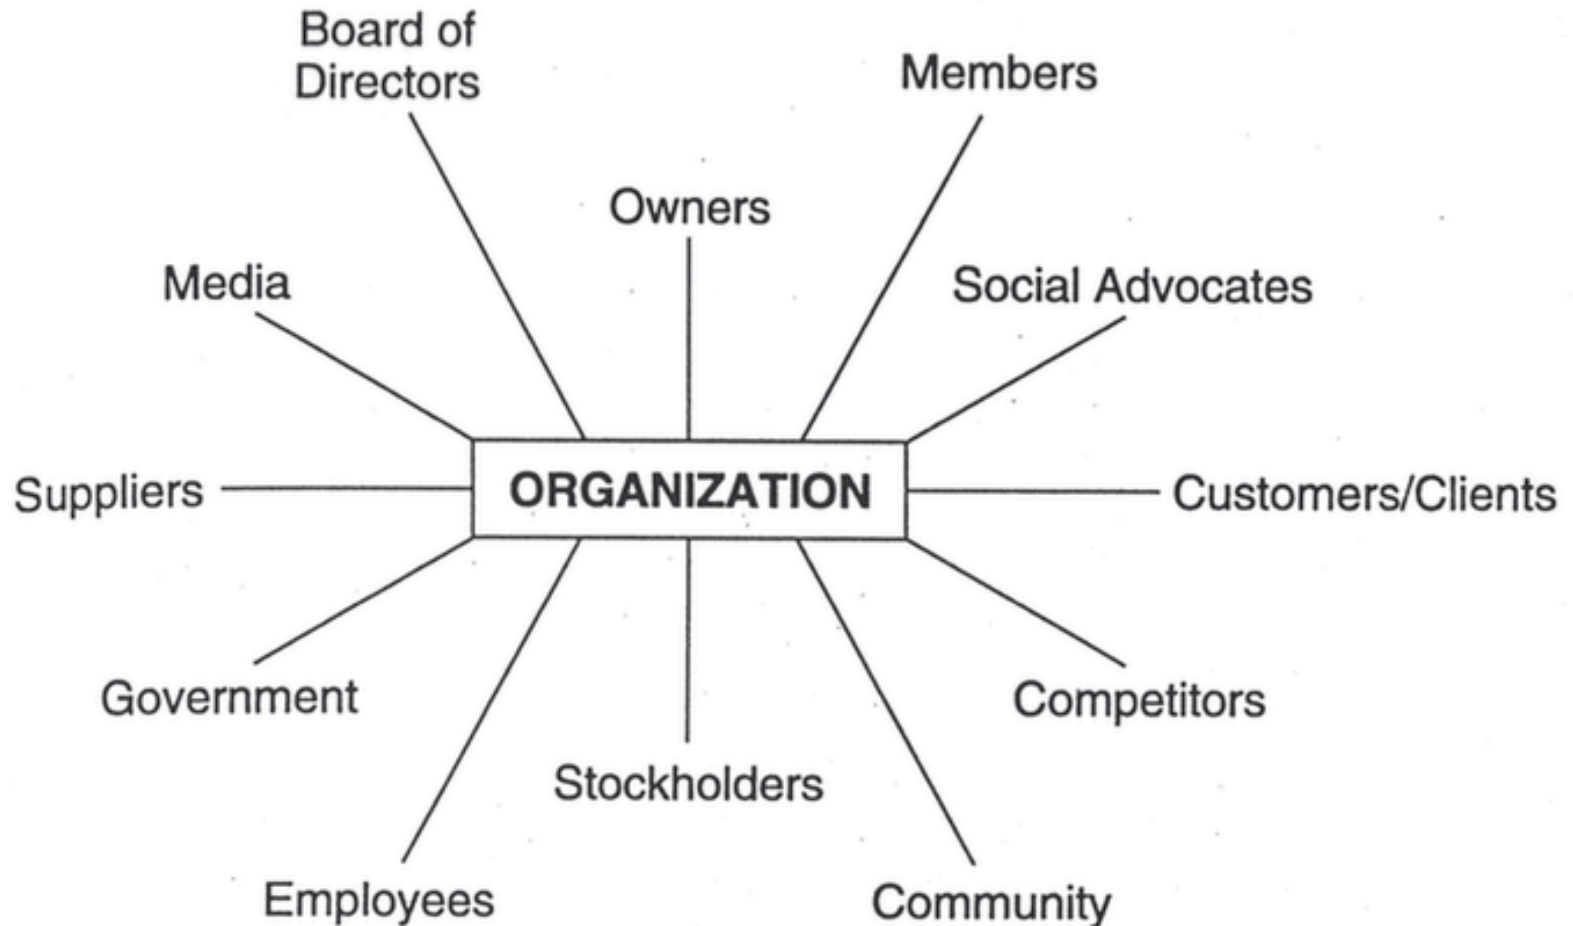 Board of
Directors
Members
Owners
Media
Social Advocates
Suppliers
ORGANIZATION
Customers/Clients
Government
Competitors
Stockholders
Employees
Community